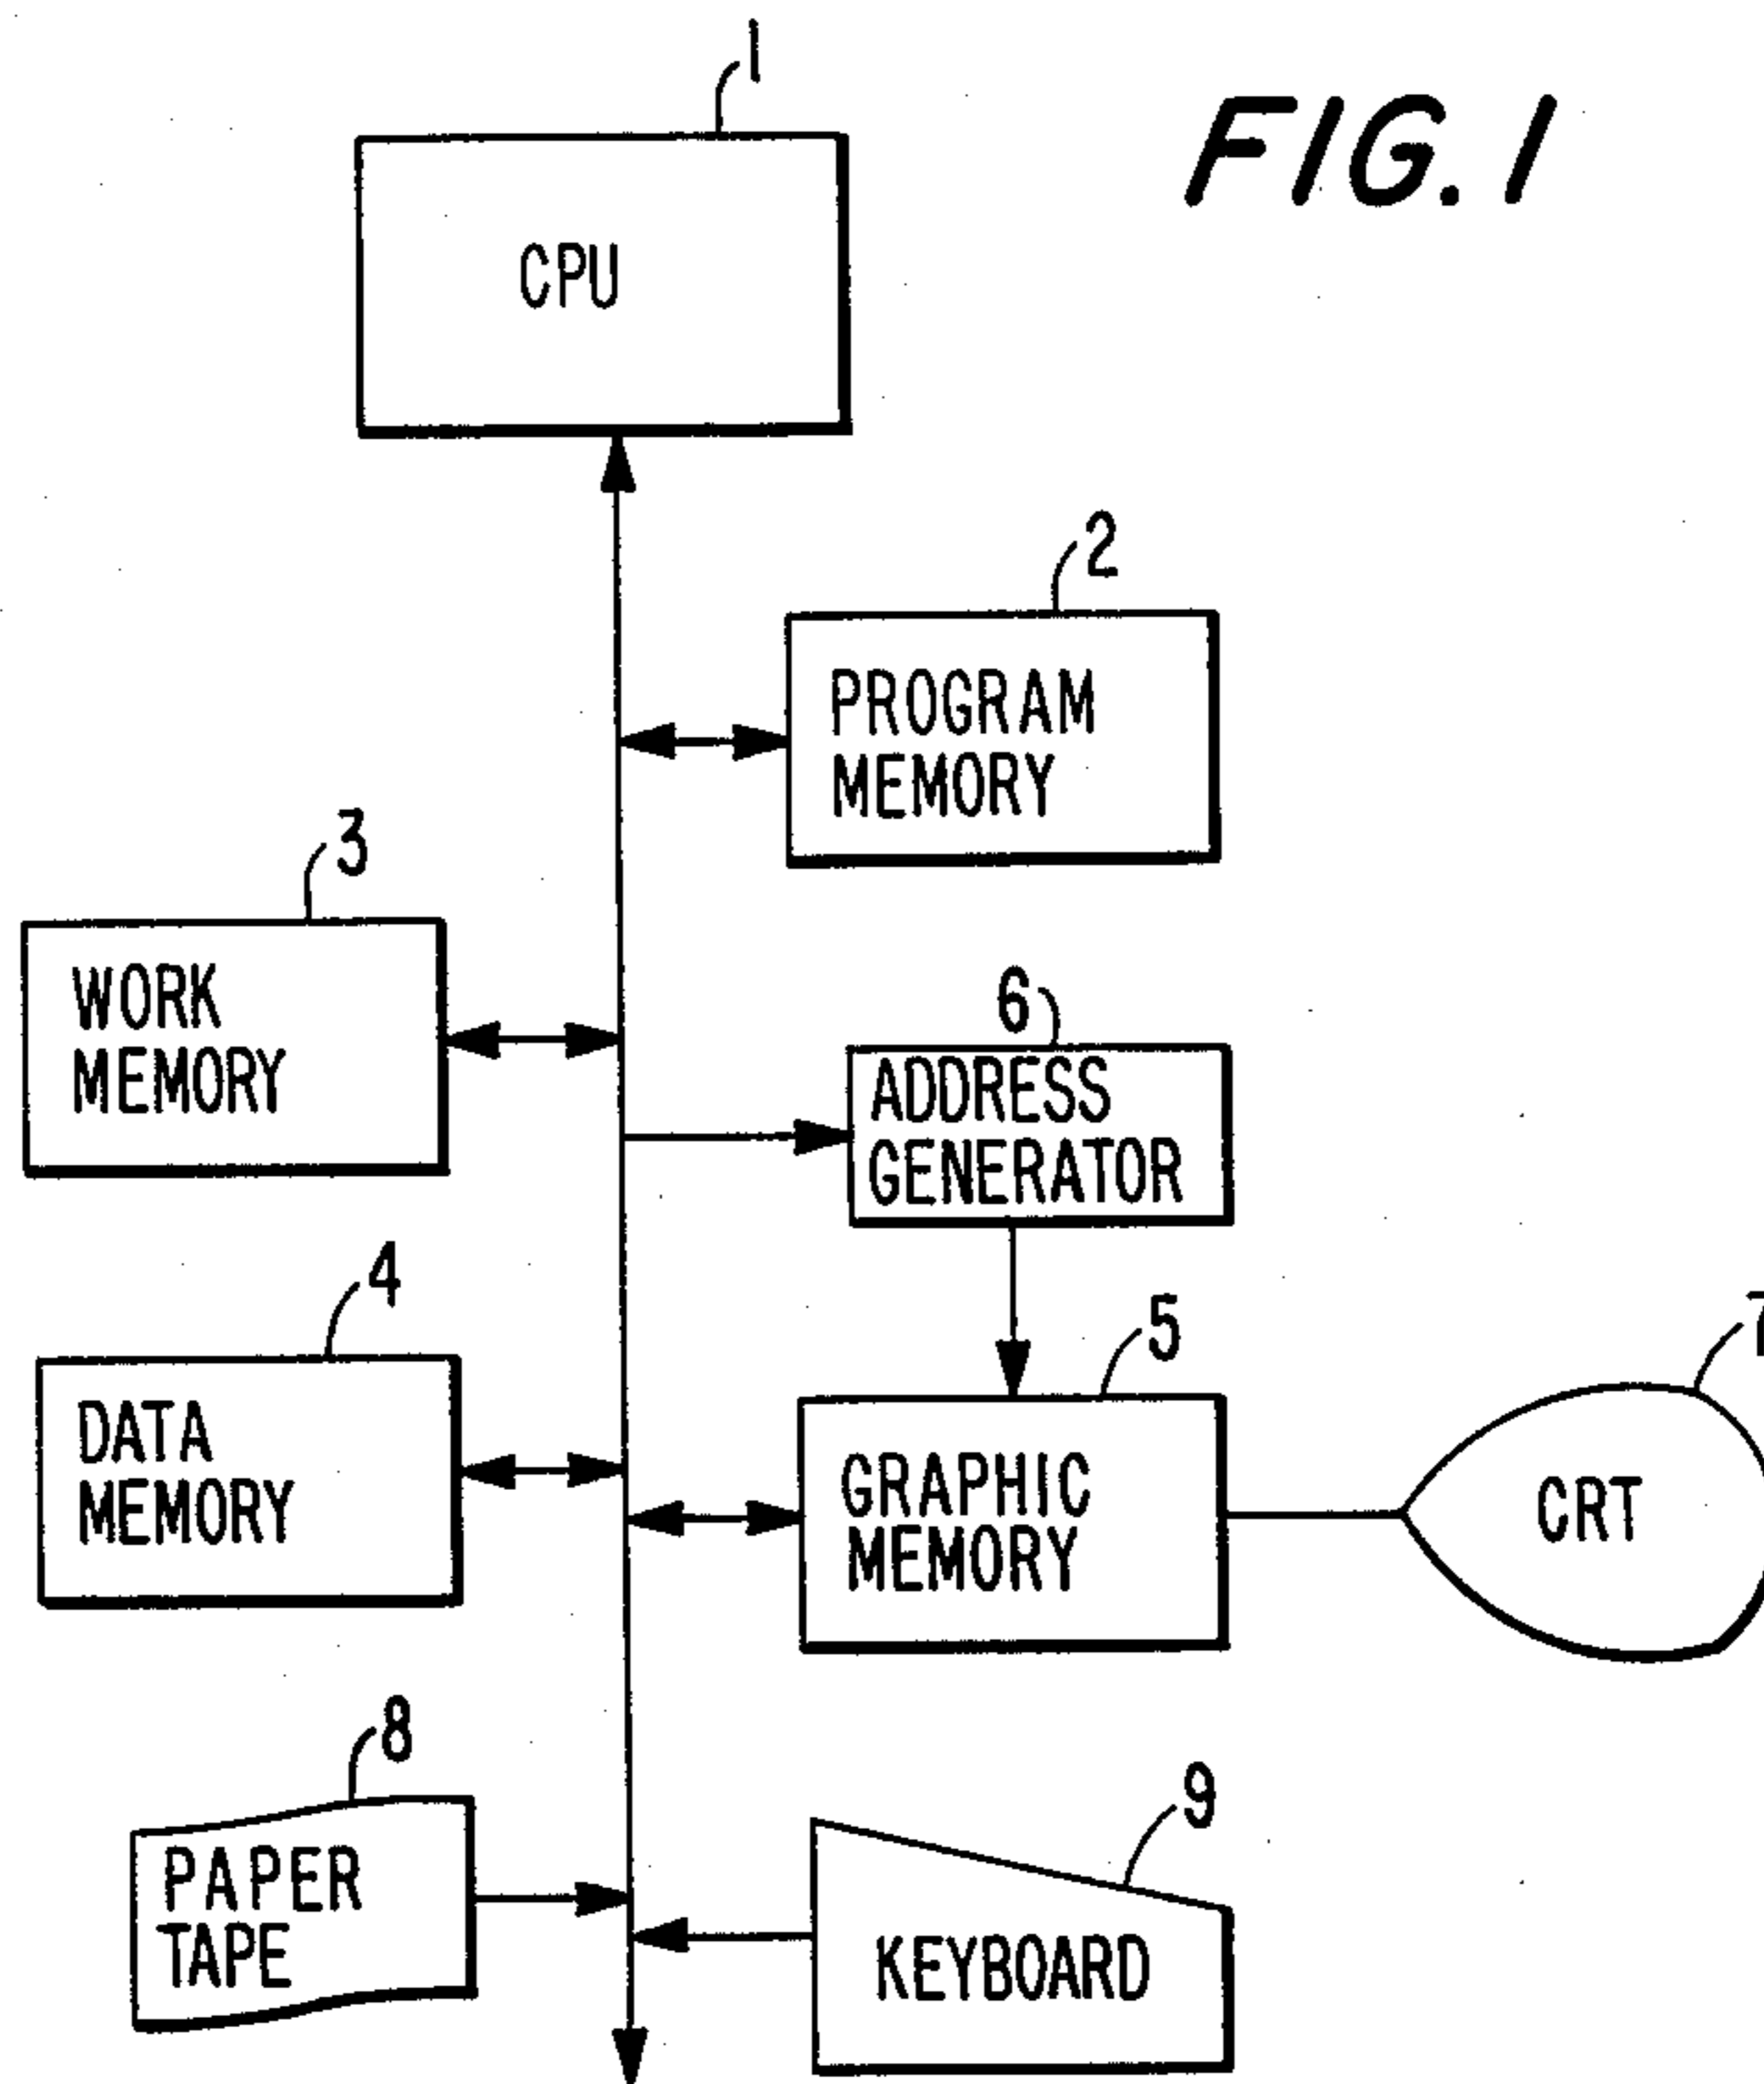 FIG. 1
1
CPU
2
PROGRAM
MEMORY
3
WORK
MEMORY
6
ADDRESS
GENERATOR
4
DATA
MEMORY
5
GRAPHIC
MEMORY
7
CRT
8
PAPER
TAPE
9
KEYBOARD